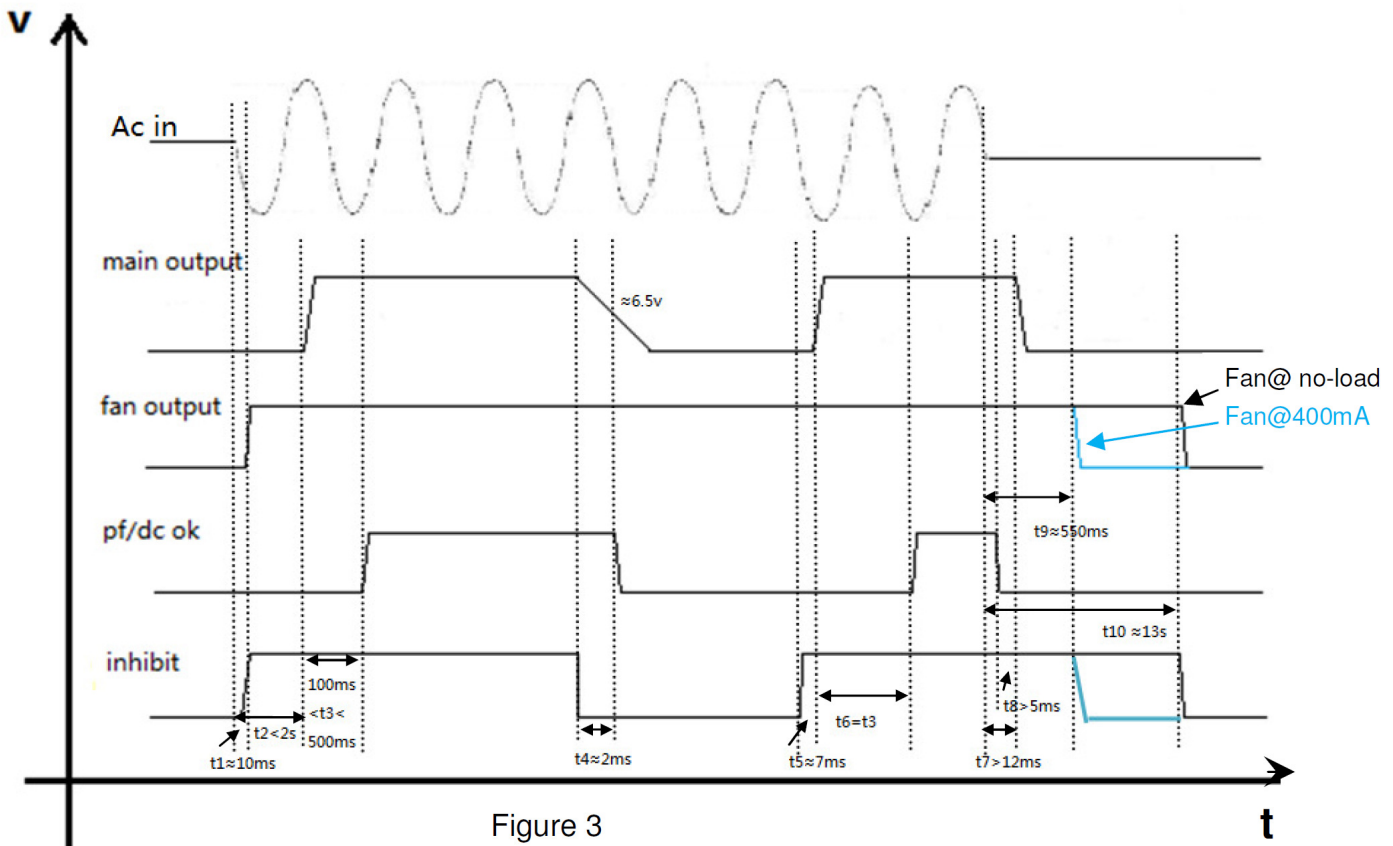 v
Ac in
main output
≈6.5v
fan output
Fan@ no-load
Fan@400mA
pf/dc ok
t9≈550ms
t10 ≈13s
inhibit
100ms
<t3<
500ms
t2<2s
t1≈10ms
t4≈2ms
t5≈7ms
t6=t3
t8>5ms
t7>12ms
Figure 3
t